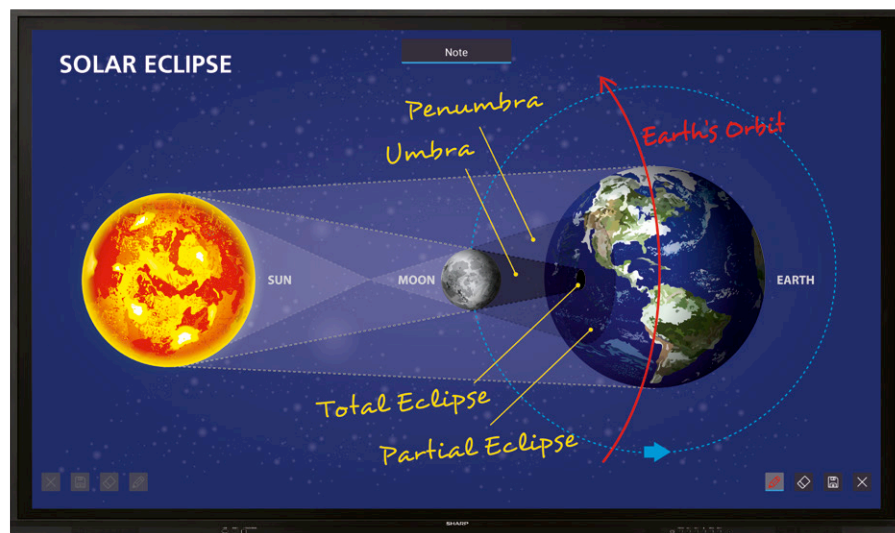 Note
SOLAR ECLIPSE
Penumbra
Earth's Orbit
Umbra
SUN
MOON
EARTH
Total Eclipse
Partial Eclipse
SHARP